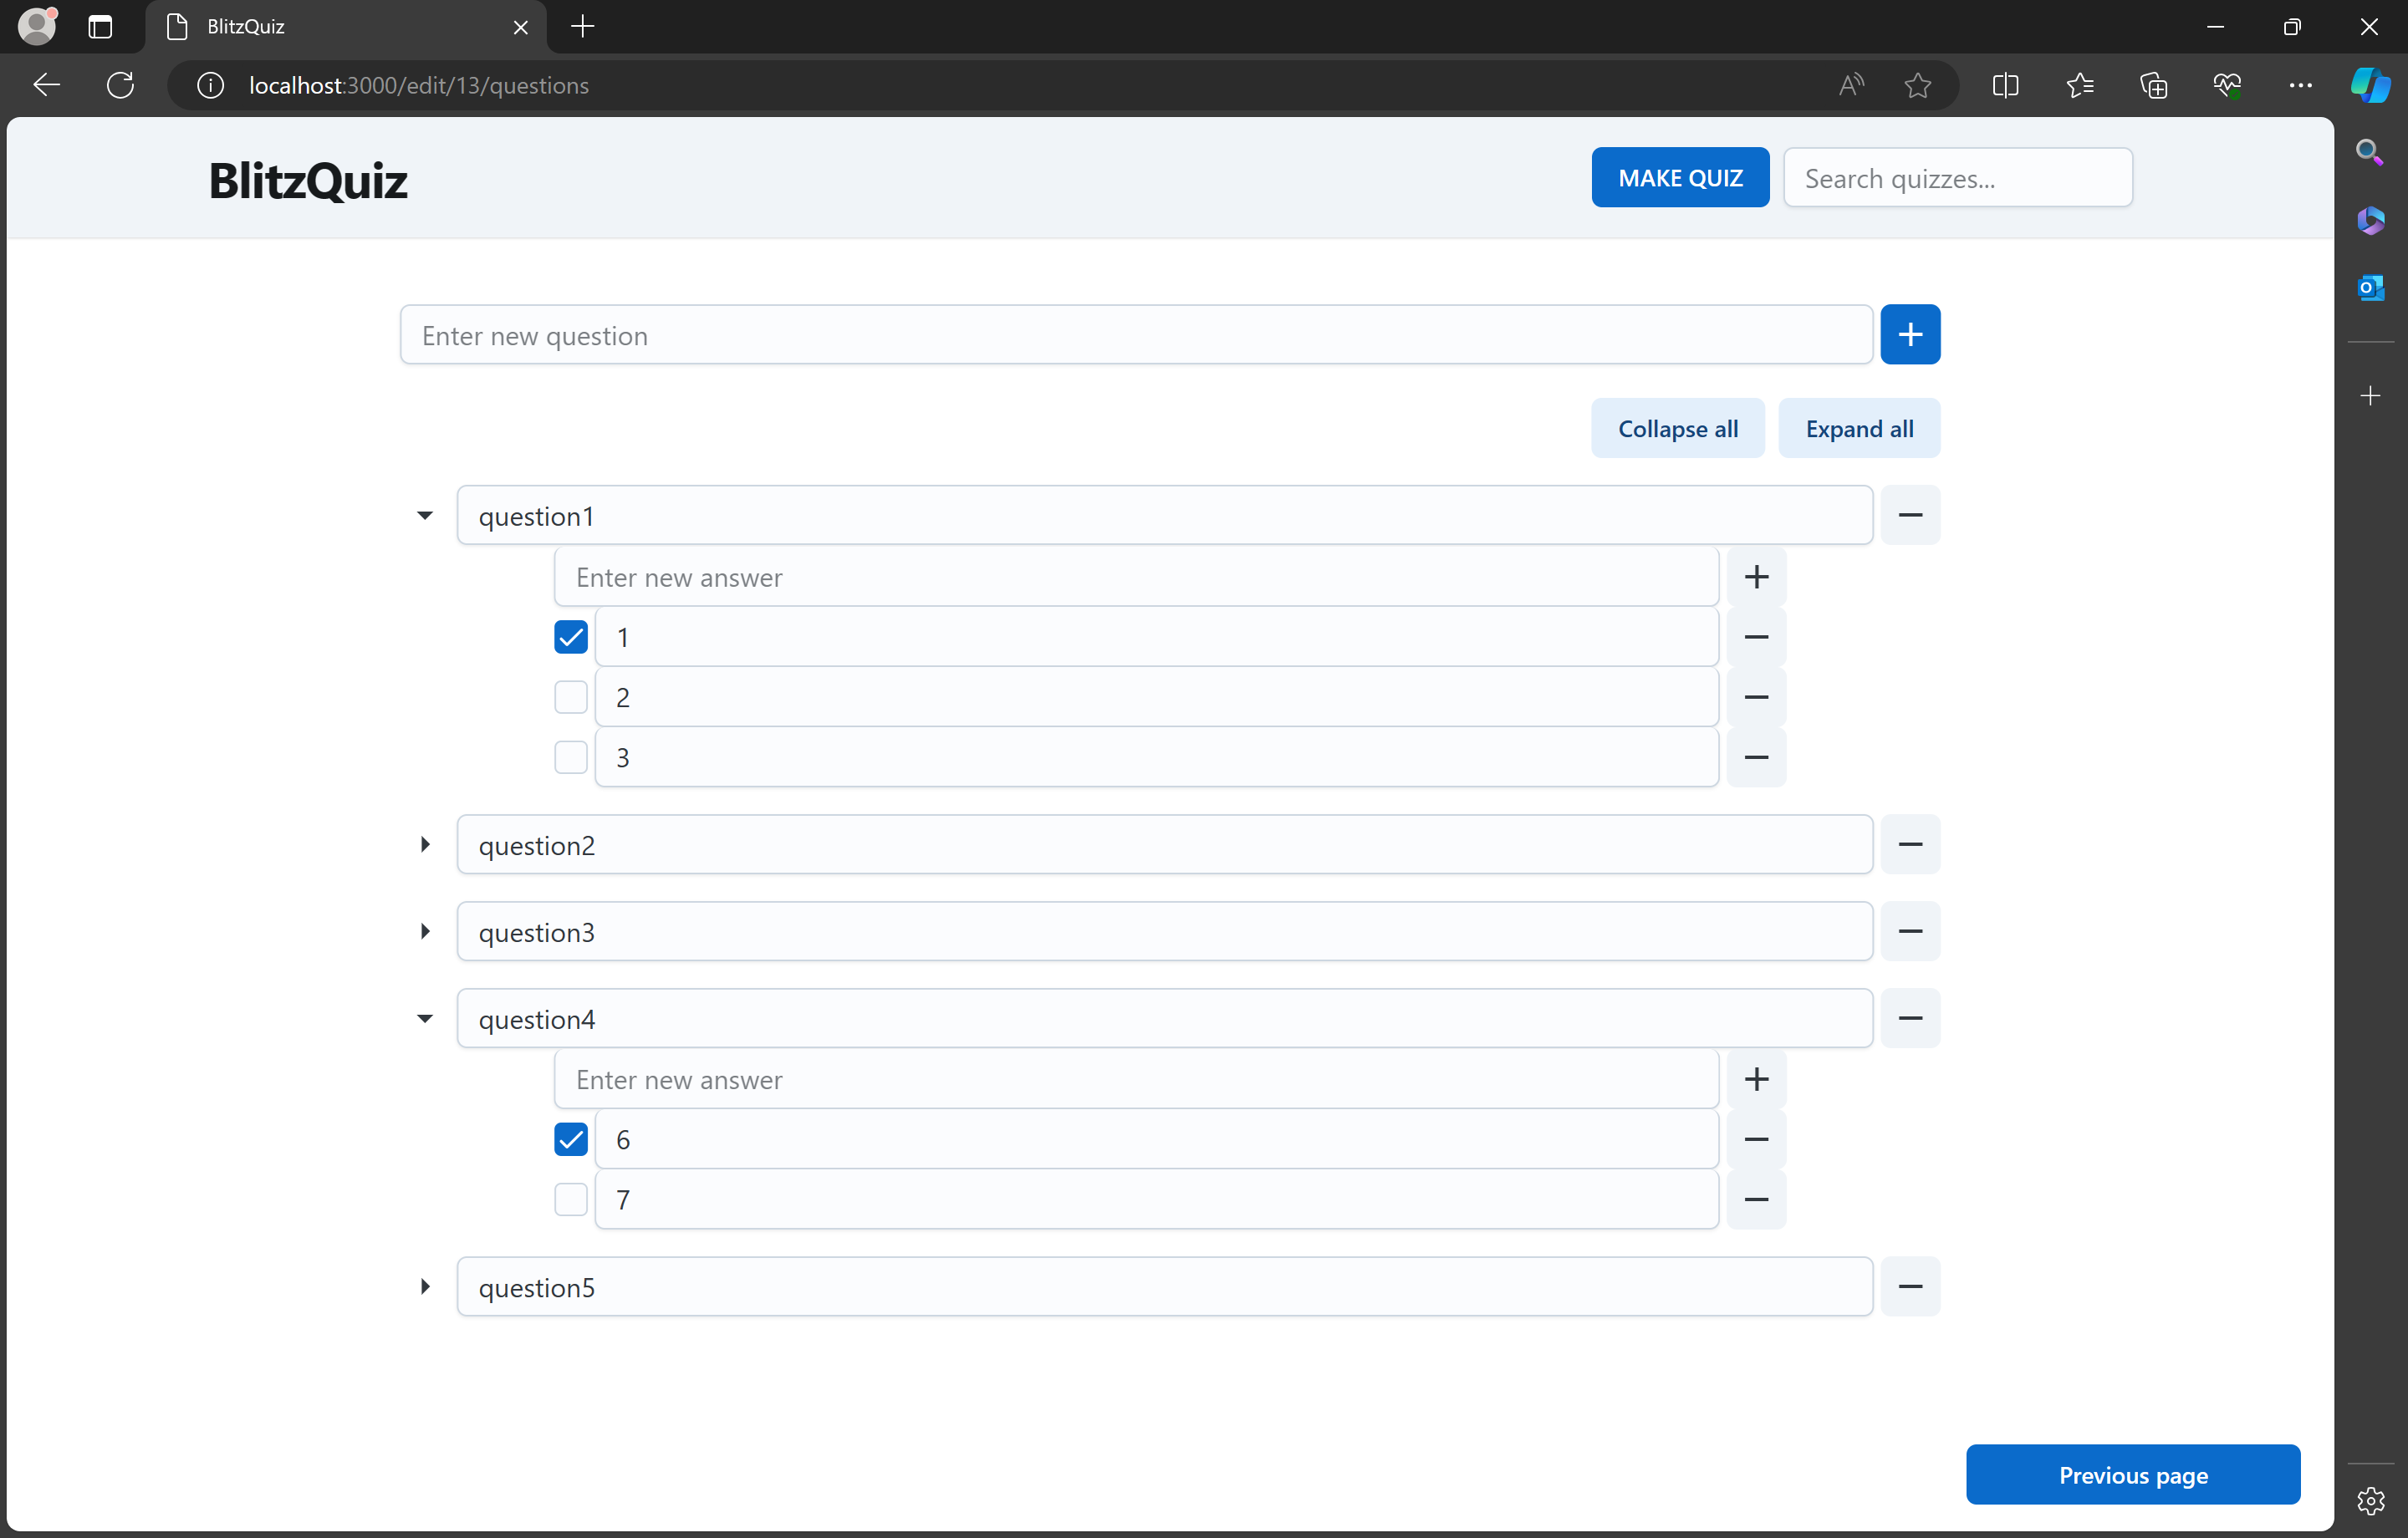 BlitzQuiz
localhost:3000/edit/13/questions
BlitzQuiz
MAKE QUIZ
Search quizzes...
Enter new question
Collapse all
Expand all
question1
Enter new answer
1
2
3
question2
question3
question4
Enter new answer
6
7
question5
Previous page